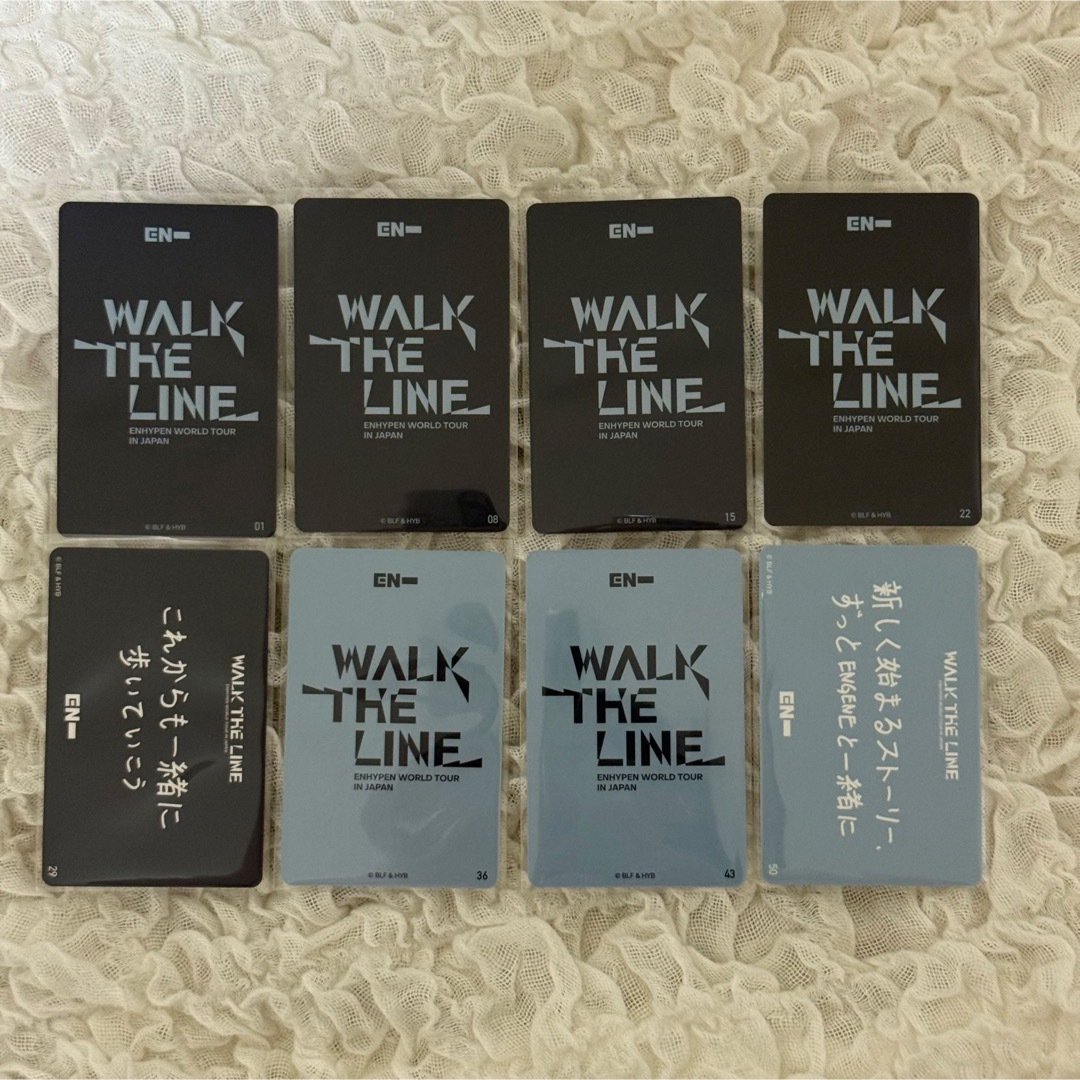 EN-
WALK
THE
LINE
ENHYPEN WORLD TOUR
IN JAPAN
© BLF & HYB
01
EN-
WALK
THE
LINE
ENHYPEN WORLD TOUR
IN JAPAN
© BLF & HYB
08
EN-
WALK
THE
LINE
ENHYPEN WORLD TOUR
IN JAPAN
© BLF & HYB
15
EN-
WALK
THE
LINE
ENHYPEN WORLD TOUR
IN JAPAN
© BLF & HYB
22
© BLF & HYB
WALK THE LINE
これからも一緒に
歩いていこう
EN-
29
EN-
WALK
THE
LINE
ENHYPEN WORLD TOUR
IN JAPAN
© BLF & HYB
36
EN-
WALK
THE
LINE
ENHYPEN WORLD TOUR
IN JAPAN
© BLF & HYB
43
© BLF & HYB
WALK THE LINE
新しく始まるストーリー、
ずっとENGENEと一緒に
EN-
50